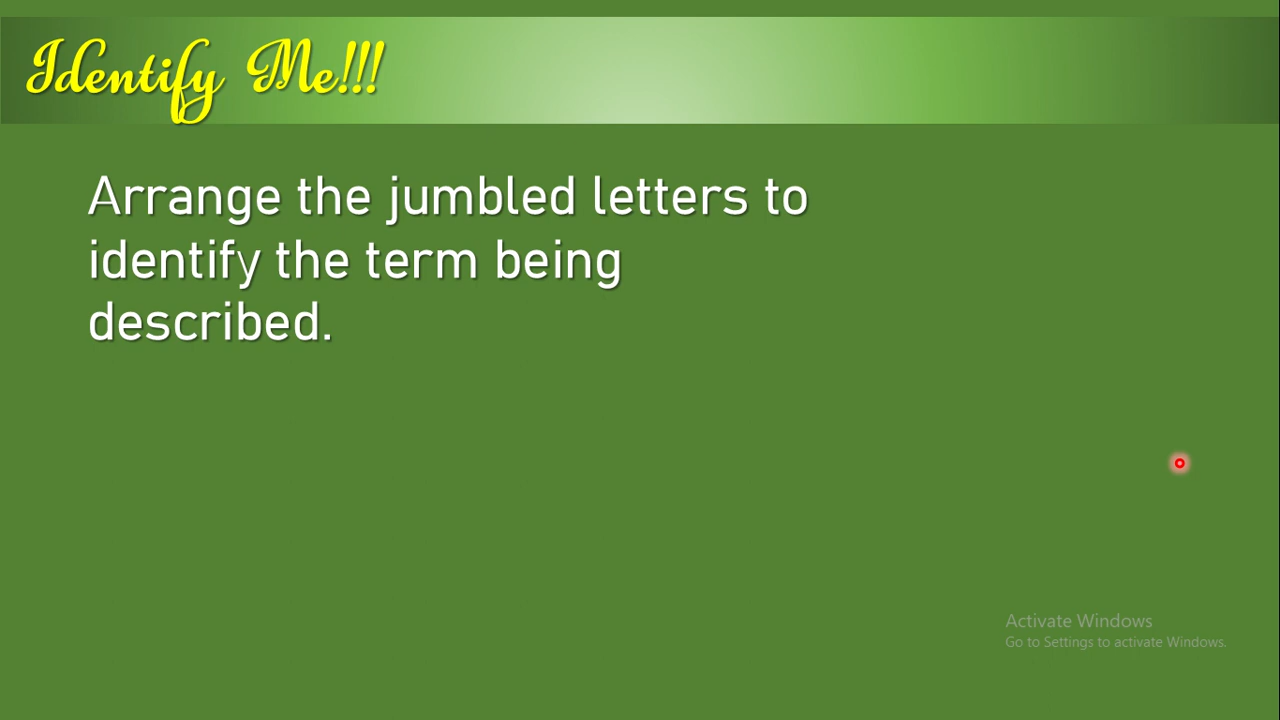 Identify Me!!!
Arrange the jumbled letters to
identify the term being
described.
Activate Windows
Go to Settings to activate Windows.